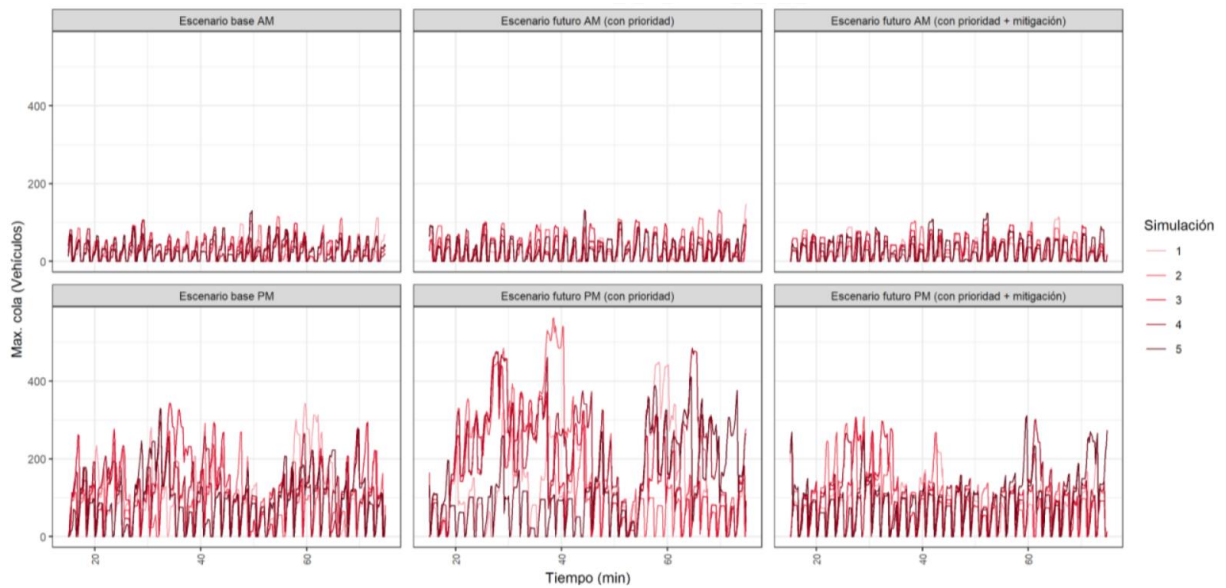 Escenario base AM
Escenario futuro AM (con prioridad)
Escenario futuro AM (con prioridad + mitigación)
400
200
0
Max. cola (Vehículos)
Escenario base PM
Escenario futuro PM (con prioridad)
Escenario futuro PM (con prioridad + mitigación)
400
200
0
20
40
60
20
40
60
20
40
60
Tiempo (min)
Simulación
1
2
3
4
5